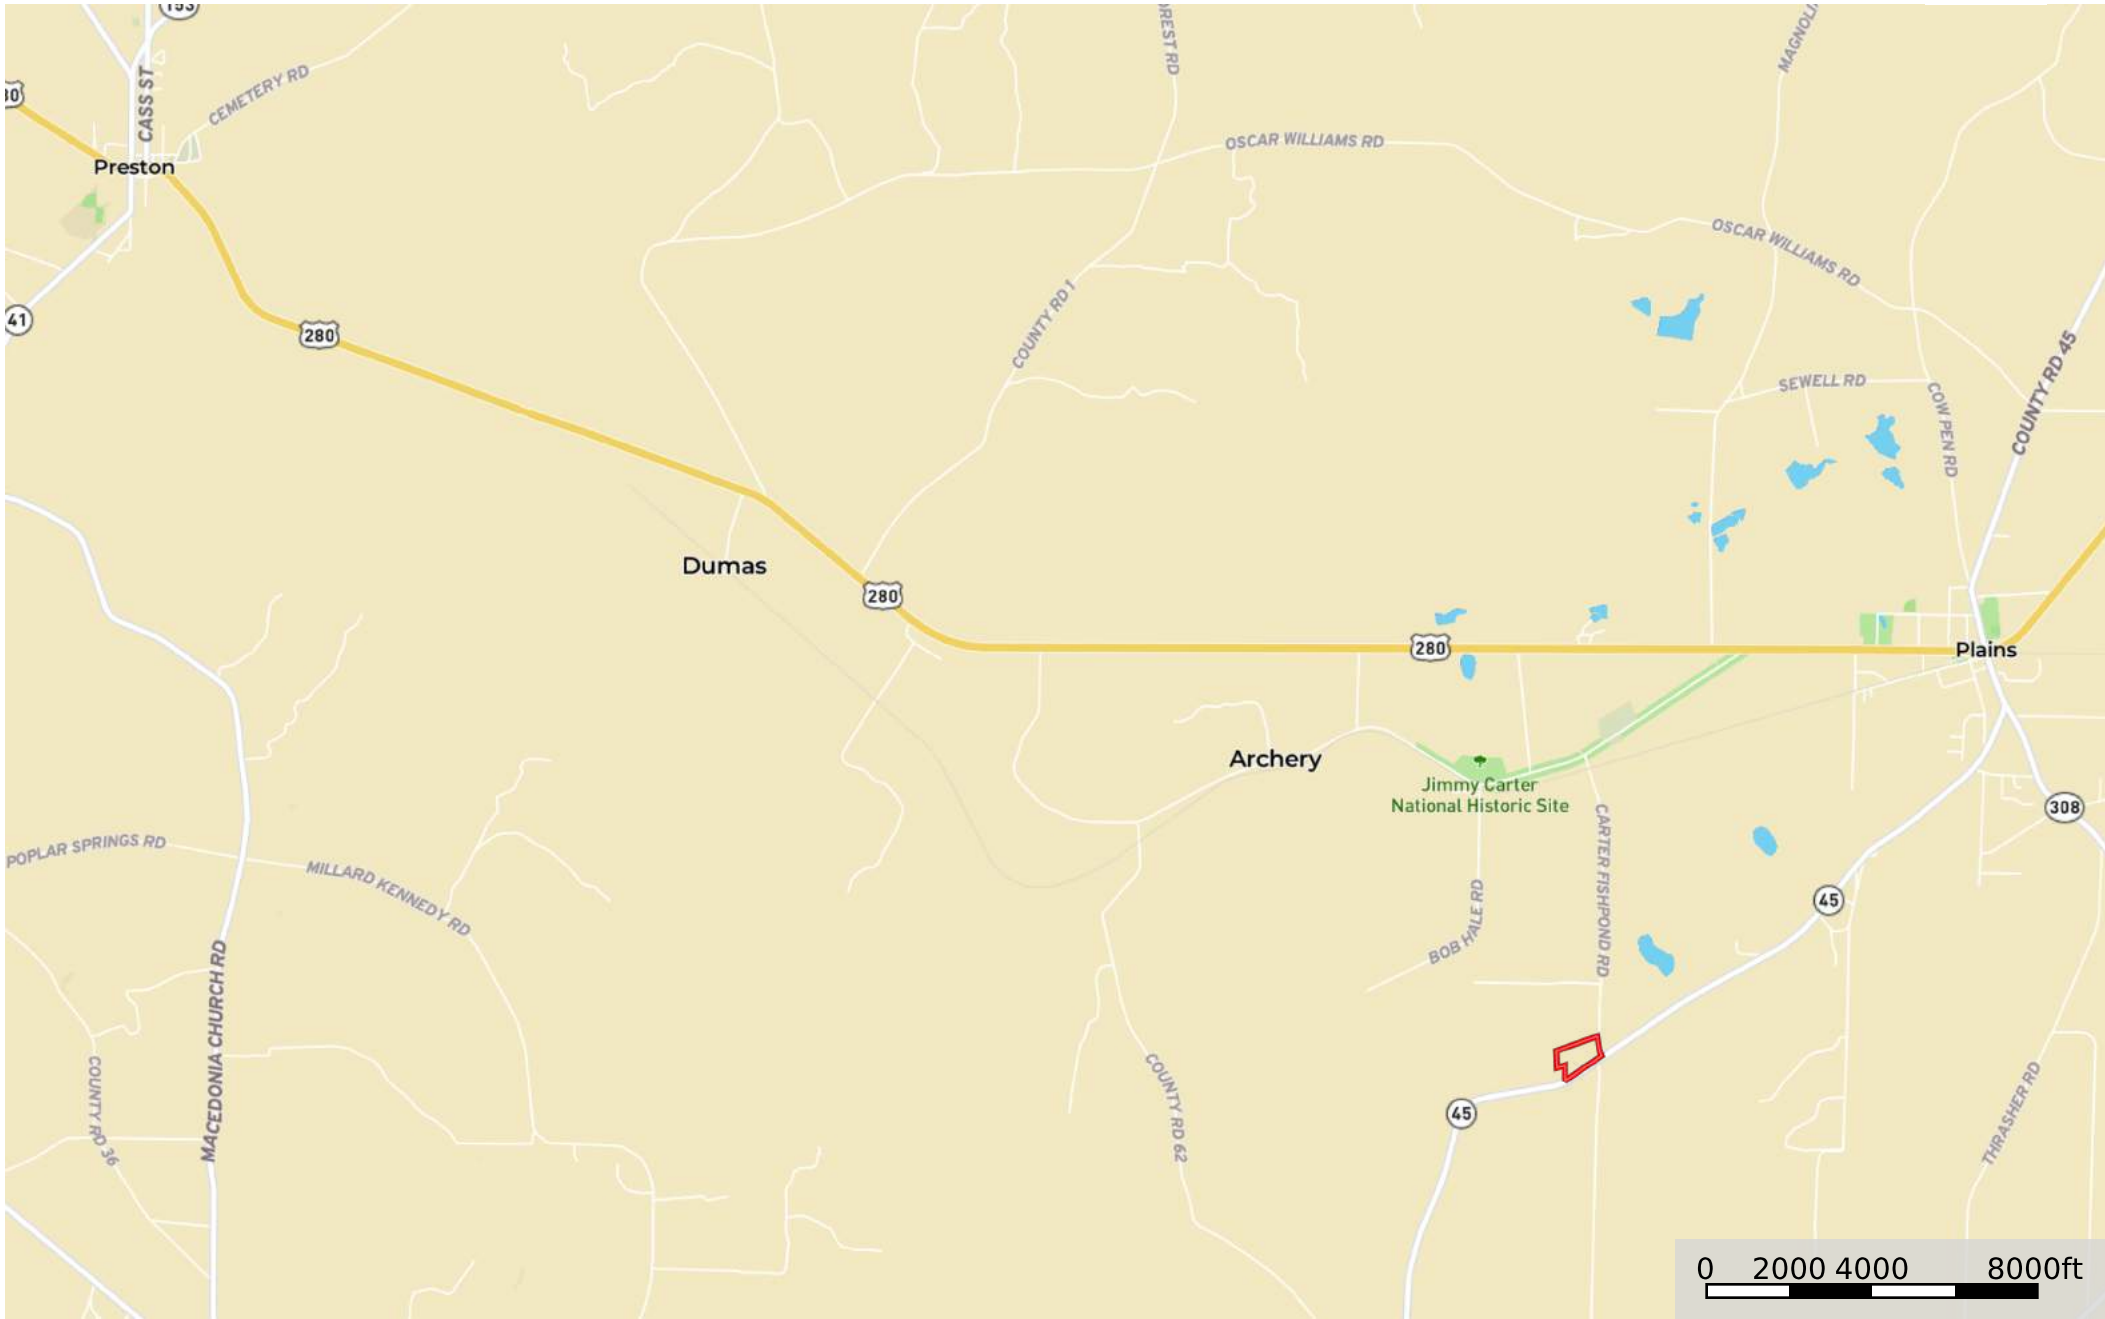 153
CASS ST
CEMETERY RD
Preston
41
280
MAGNOLI
OSCAR WILLIAMS RD
OSCAR WILLIAMS RD
COUNTY RD 1
SEWELL RD
COW PEN RD
COUNTY RD 45
Dumas
280
280
Plains
Archery
Jimmy Carter
National Historic Site
308
CARTER FISHPOND RD
POPLAR SPRINGS RD
MILLARD KENNEDY RD
BOB HALE RD
45
MACEDONIA CHURCH RD
COUNTY RD 36
COUNTY RD 62
45
THRASHER RD
0 2000 4000 8000ft